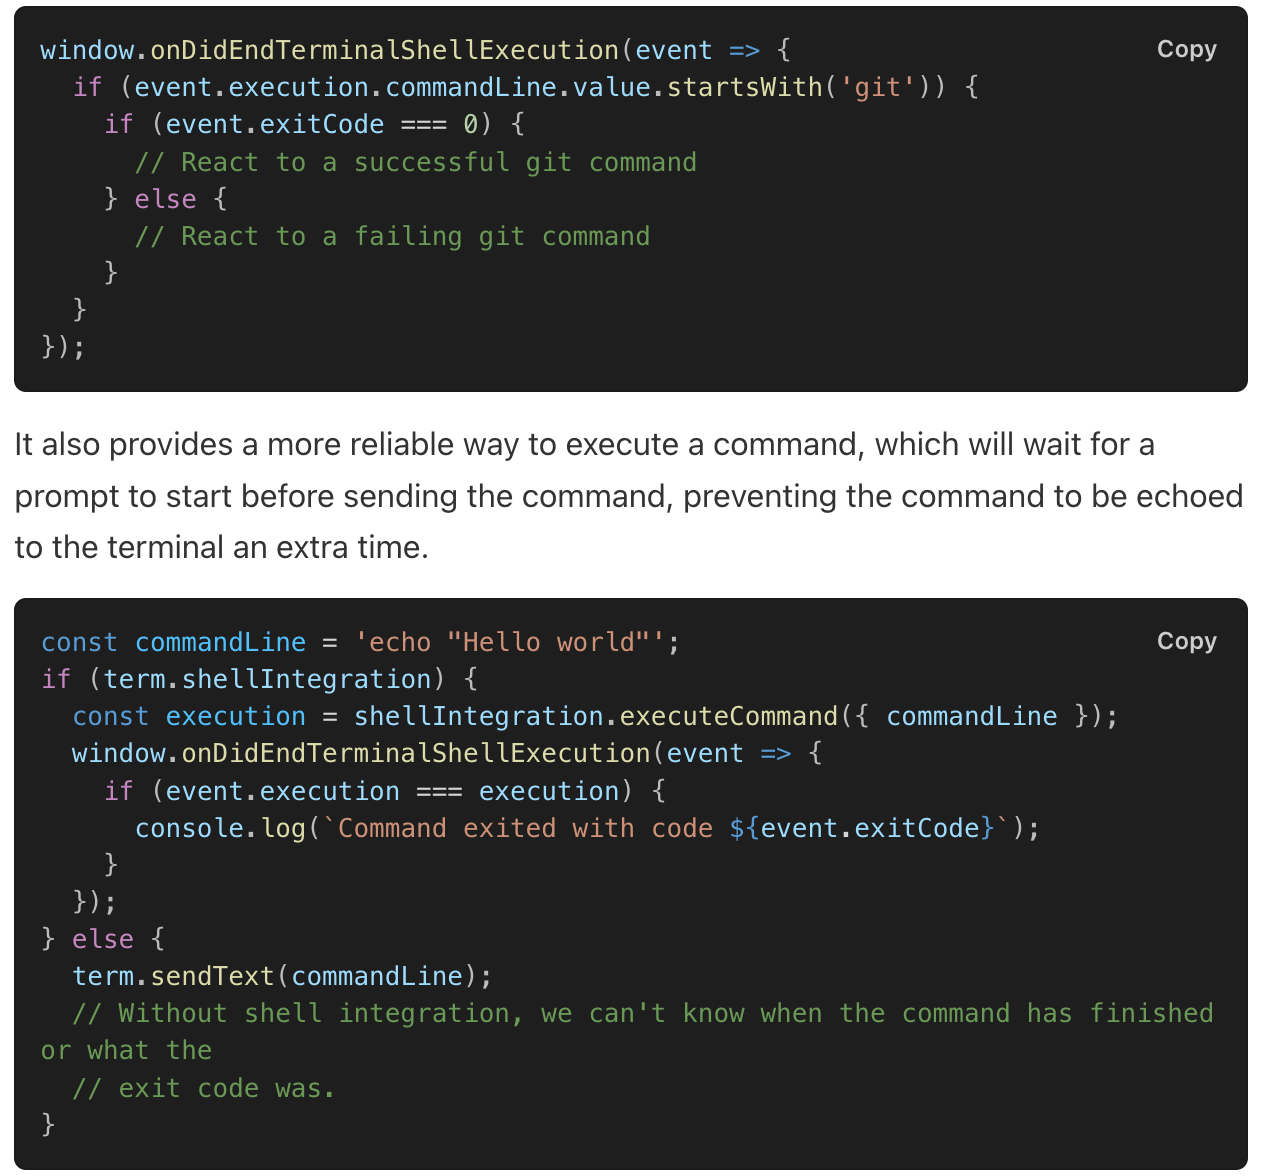 window.onDidEndTerminalShellExecution(event => {
Copy
  if (event.execution.commandLine.value.startsWith('git')) {
    if (event.exitCode === 0) {
      // React to a successful git command
    } else {
      // React to a failing git command
    }
  }
});
It also provides a more reliable way to execute a command, which will wait for a
prompt to start before sending the command, preventing the command to be echoed
to the terminal an extra time.
const commandLine = 'echo "Hello world"';
Copy
if (term.shellIntegration) {
  const execution = shellIntegration.executeCommand({ commandLine });
  window.onDidEndTerminalShellExecution(event => {
    if (event.execution === execution) {
      console.log(`Command exited with code ${event.exitCode}`);
    }
  });
} else {
  term.sendText(commandLine);
  // Without shell integration, we can't know when the command has finished
or what the
  // exit code was.
}